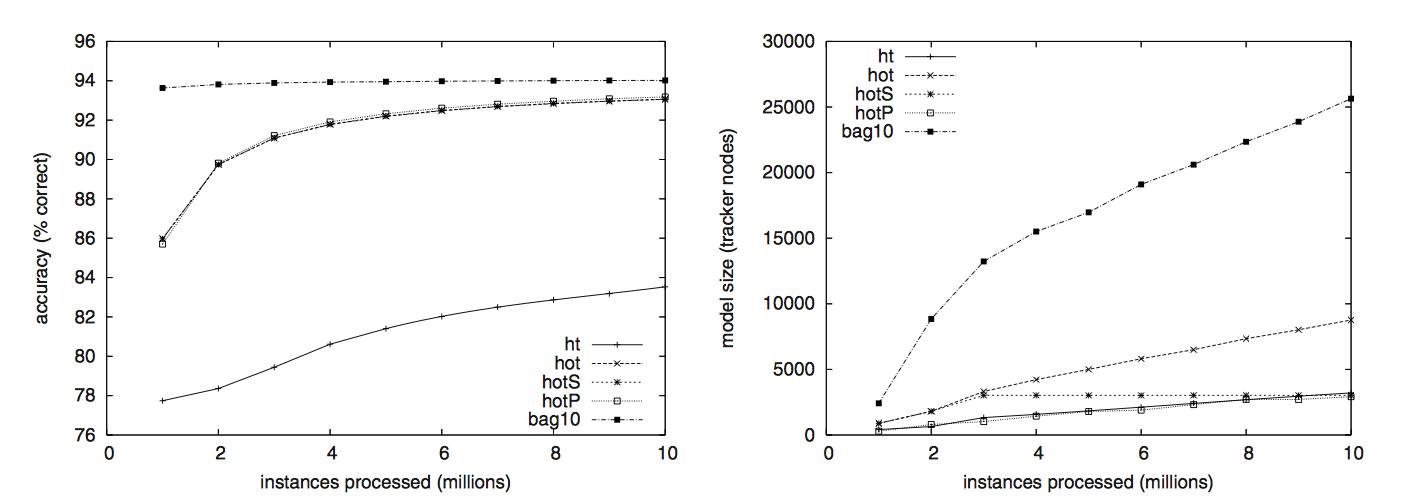 96
94
92
90
88
86
84
82
80
78
76
accuracy (% correct)
ht
hot
hotS
hotP
bag10
0
2
4
6
8
10
instances processed (millions)
30000
25000
20000
15000
10000
5000
0
model size (tracker nodes)
ht
hot
hotS
hotP
bag10
0
2
4
6
8
10
instances processed (millions)